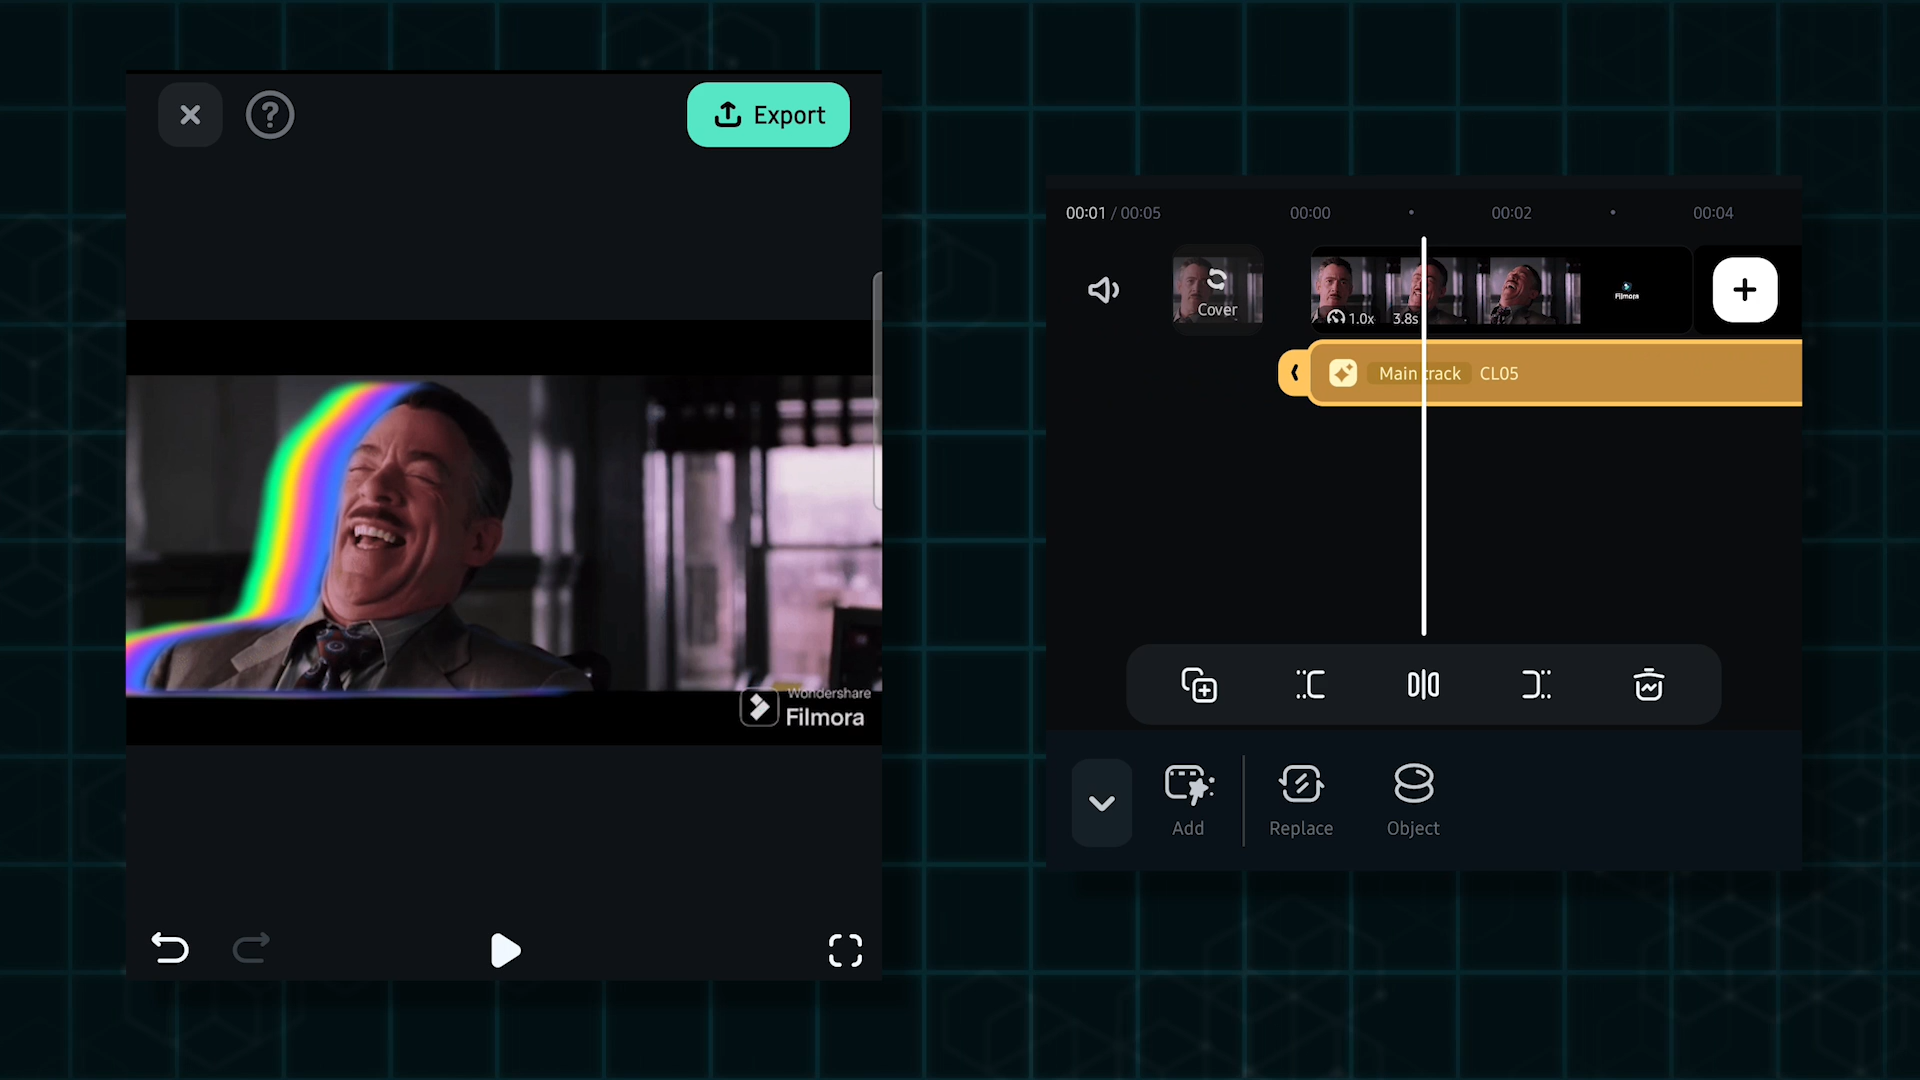 Export
Wondershare
Filmora
00:01 / 00:05
00:00
00:02
00:04
Cover
1.0x
3.8s
Filmora
Main track
CL05
Add
Replace
Object